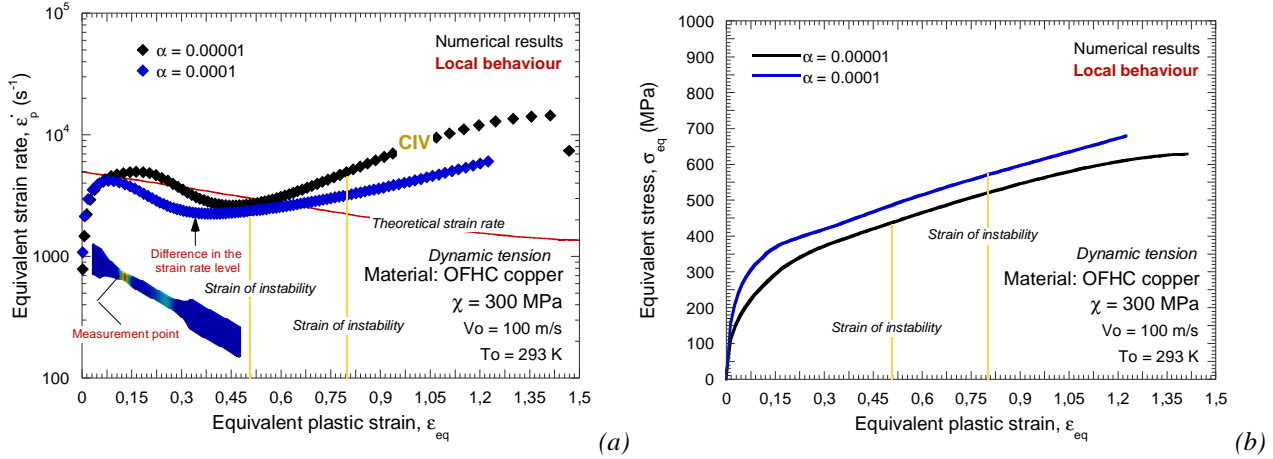 10⁵
10⁴
1000
100
Equivalent strain rate, ε̇p (s⁻¹)
α = 0.00001
α = 0.0001
Numerical results
Local behaviour
CIV
Theoretical strain rate
Difference in the
strain rate level
Strain of instability
Strain of instability
Measurement point
Dynamic tension
Material: OFHC copper
χ = 300 MPa
Vo = 100 m/s
To = 293 K
0 0,15 0,3 0,45 0,6 0,75 0,9 1,05 1,2 1,35 1,5
Equivalent plastic strain, εeq
(a)
1000
900
800
700
600
500
400
300
200
100
0
Equivalent stress, σeq (MPa)
α = 0.00001
α = 0.0001
Numerical results
Local behaviour
Strain of instability
Strain of instability
Dynamic tension
Material: OFHC copper
χ = 300 MPa
Vo = 100 m/s
To = 293 K
0 0,15 0,3 0,45 0,6 0,75 0,9 1,05 1,2 1,35 1,5
Equivalent plastic strain, εeq
(b)